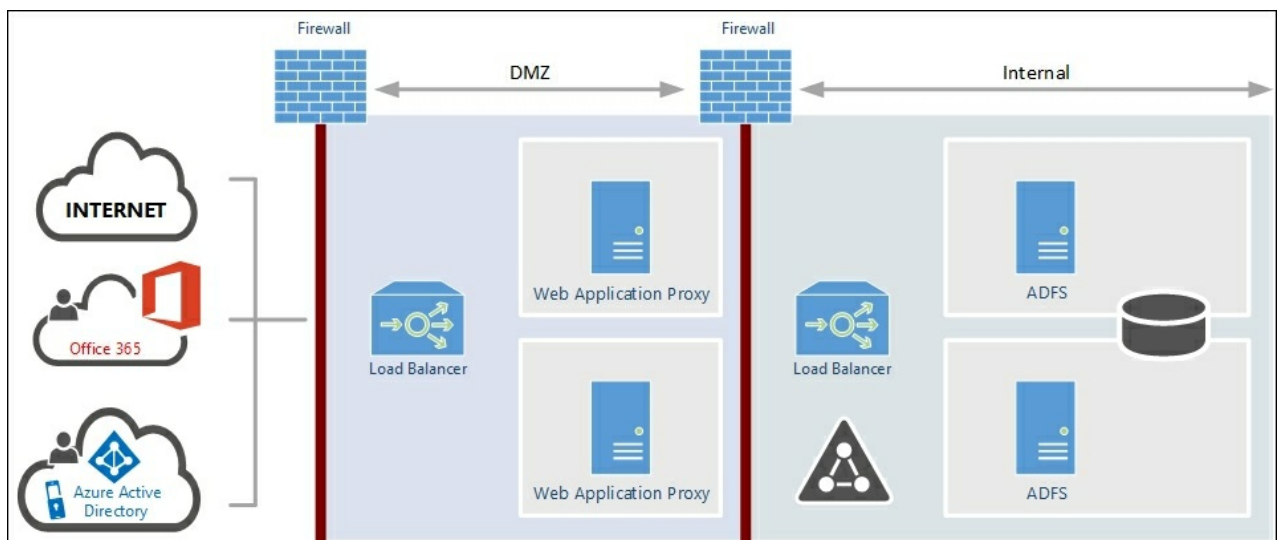 Firewall
Firewall
DMZ
Internal
INTERNET
Office 365
Azure Active
Directory
Load Balancer
Web Application Proxy
Web Application Proxy
Load Balancer
ADFS
ADFS